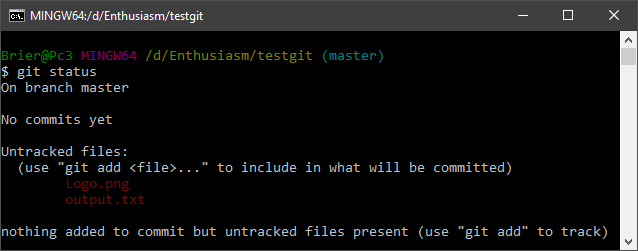 MINGW64:/d/Enthusiasm/testgit
Brier@Pc3 MINGW64 /d/Enthusiasm/testgit (master)
$ git status
On branch master
No commits yet
Untracked files:
(use "git add <file>..." to include in what will be committed)
Logo.png
output.txt
nothing added to commit but untracked files present (use "git add" to track)